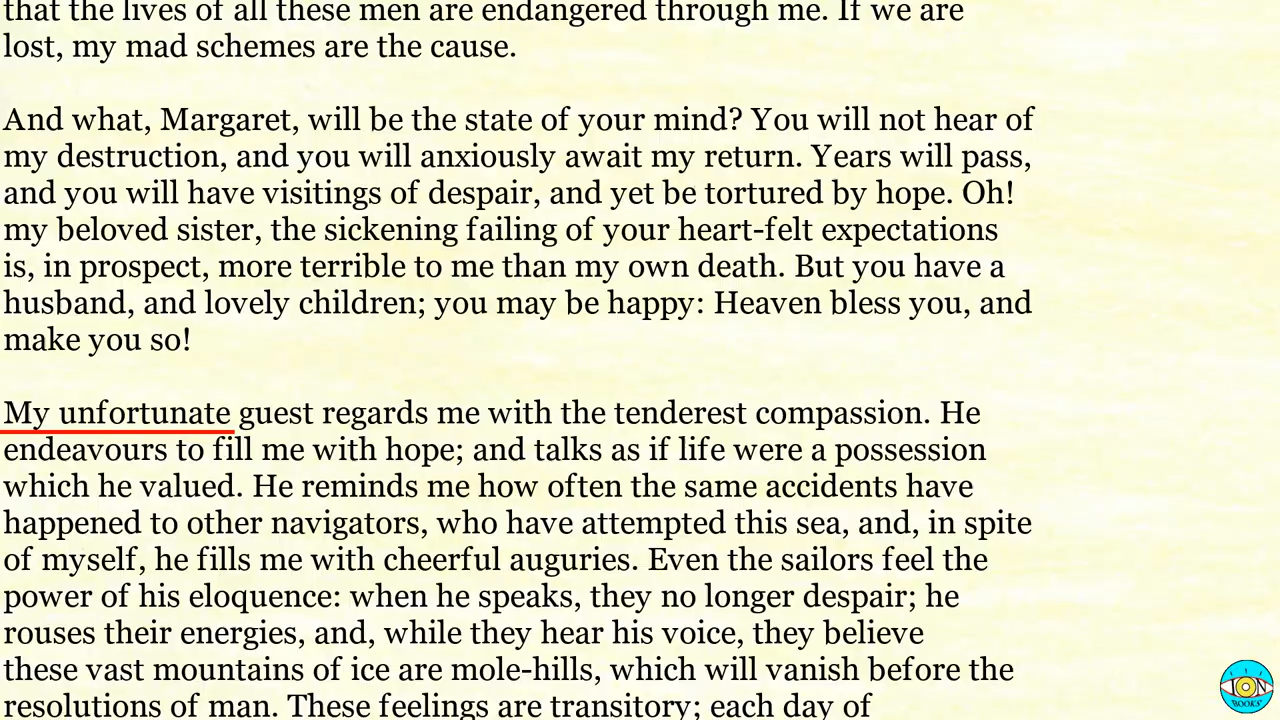 that the lives of all these men are endangered through me. If we are
lost, my mad schemes are the cause.
And what, Margaret, will be the state of your mind? You will not hear of
my destruction, and you will anxiously await my return. Years will pass,
and you will have visitings of despair, and yet be tortured by hope. Oh!
my beloved sister, the sickening failing of your heart-felt expectations
is, in prospect, more terrible to me than my own death. But you have a
husband, and lovely children; you may be happy: Heaven bless you, and
make you so!
My unfortunate guest regards me with the tenderest compassion. He
endeavours to fill me with hope; and talks as if life were a possession
which he valued. He reminds me how often the same accidents have
happened to other navigators, who have attempted this sea, and, in spite
of myself, he fills me with cheerful auguries. Even the sailors feel the
power of his eloquence: when he speaks, they no longer despair; he
rouses their energies, and, while they hear his voice, they believe
these vast mountains of ice are mole-hills, which will vanish before the
resolutions of man. These feelings are transitory; each day of
ION
BOOKS